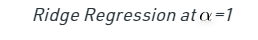 Ridge Regression at α=1